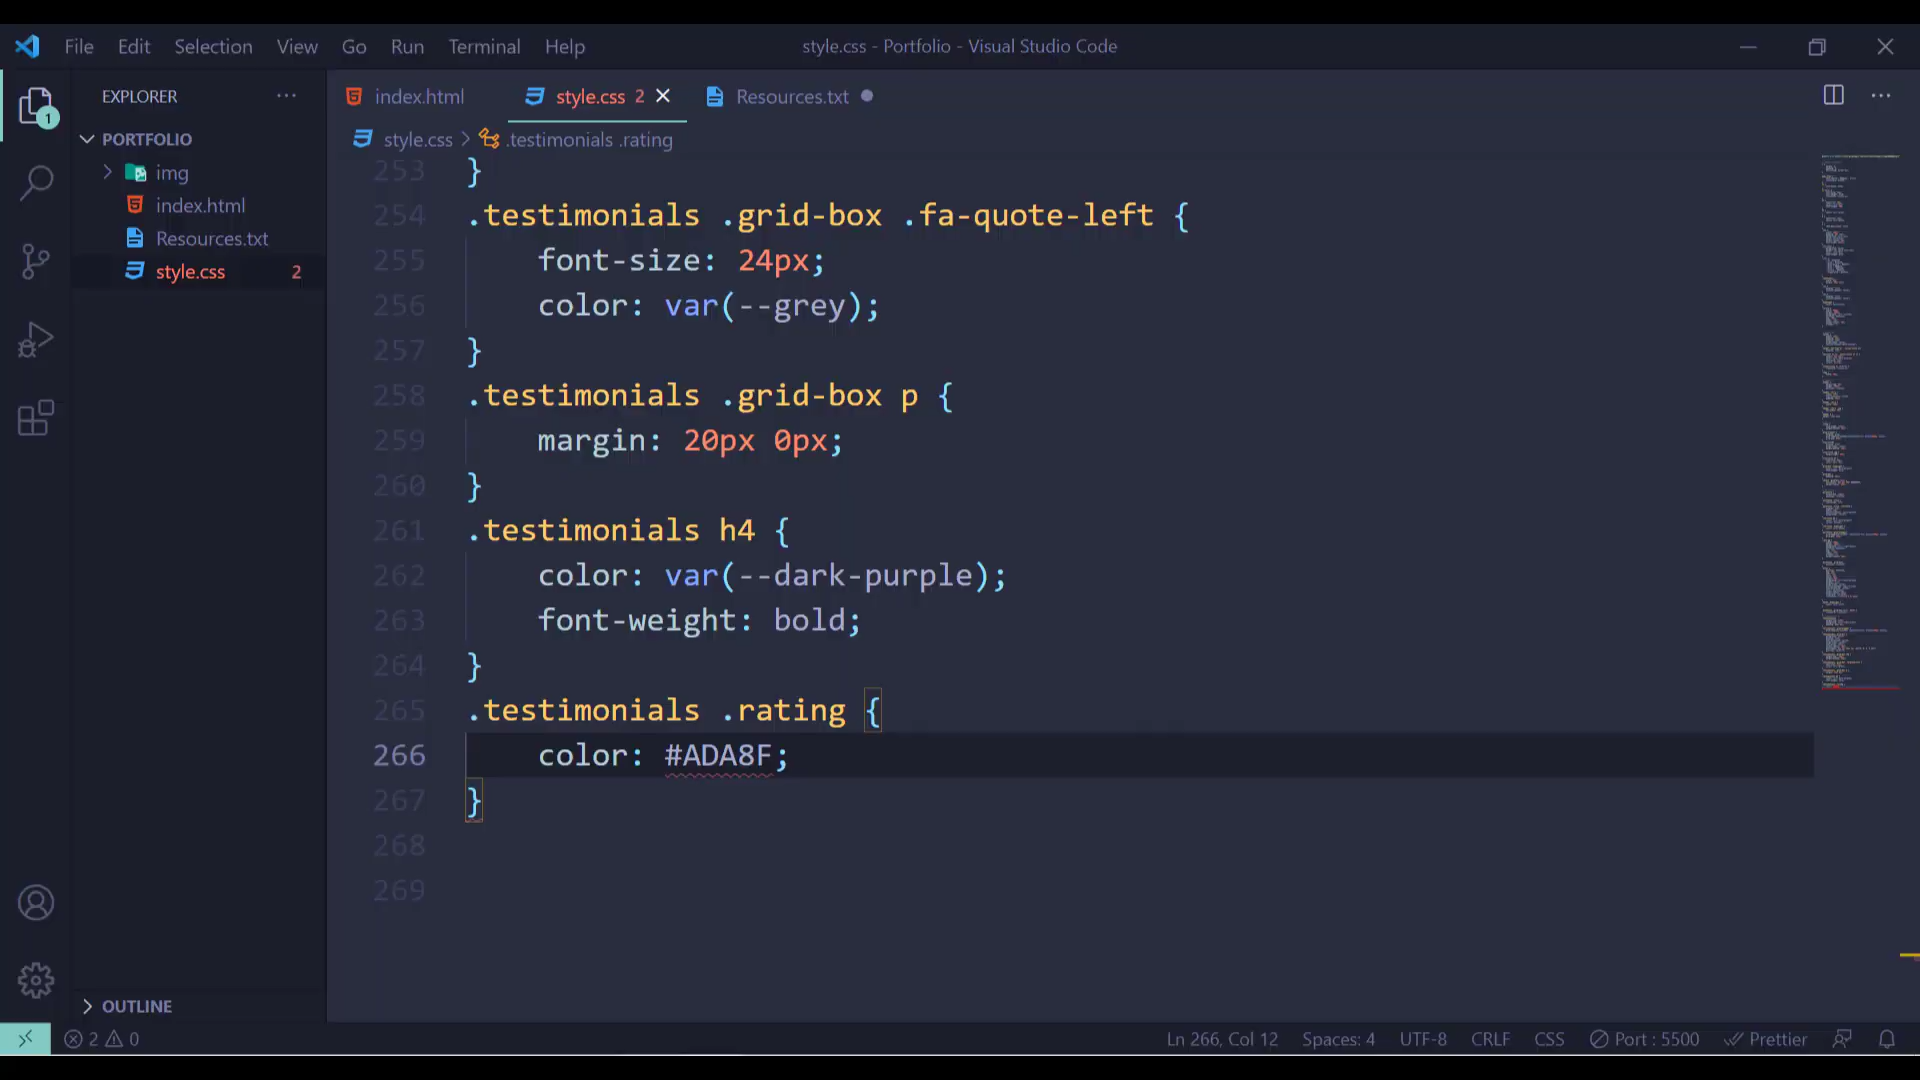 File Edit Selection View Go Run Terminal Help
style.css - Portfolio - Visual Studio Code
EXPLORER
PORTFOLIO
img
index.html
Resources.txt
style.css 2
OUTLINE
1
index.html
style.css 2
Resources.txt
style.css > .testimonials .rating
253 }
254 .testimonials .grid-box .fa-quote-left {
255 font-size: 24px;
256 color: var(--grey);
257 }
258 .testimonials .grid-box p {
259 margin: 20px 0px;
260 }
261 .testimonials h4 {
262 color: var(--dark-purple);
263 font-weight: bold;
264 }
265 .testimonials .rating {
266 color: #ADA8F;
267 }
268
269
2 0
Ln 266, Col 12 Spaces: 4 UTF-8 CRLF CSS Port : 5500 Prettier